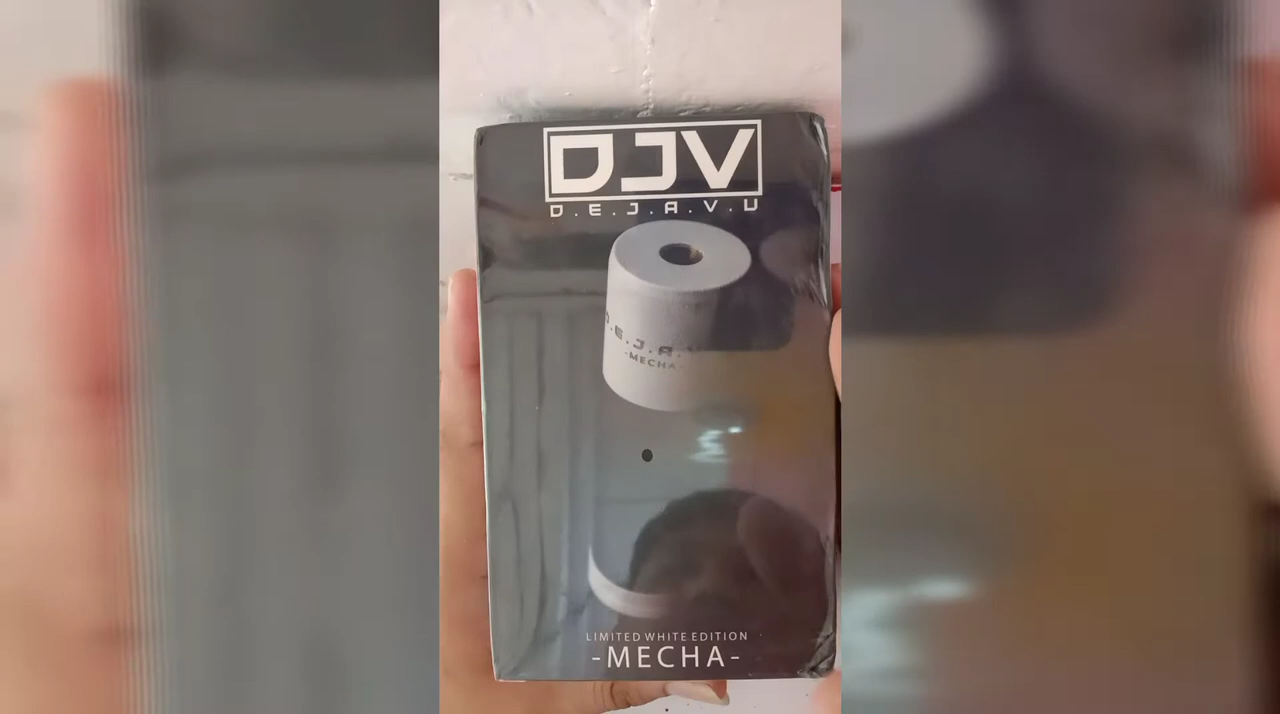 DJV
D.E.J.A.V.U
D.E.J.A.V
-MECHA-
LIMITED WHITE EDITION
-MECHA-